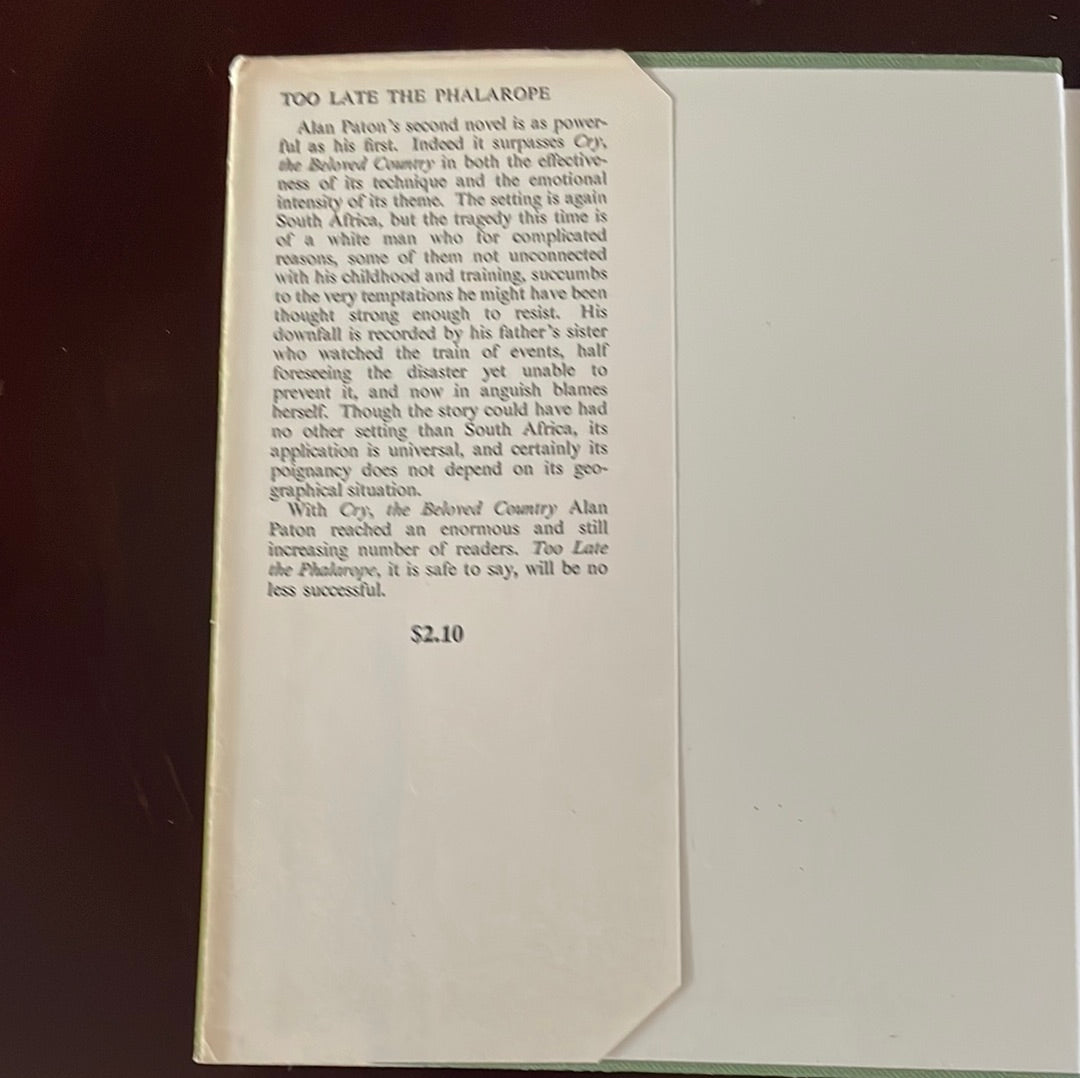 TOO LATE THE PHALAROPE
Alan Paton's second novel is as power-
ful as his first. Indeed it surpasses Cry,
the Beloved Country in both the effective-
ness of its technique and the emotional
intensity of its theme. The setting is again
South Africa, but the tragedy this time is
of a white man who for complicated
reasons, some of them not unconnected
with his childhood and training, succumbs
to the very temptations he might have been
thought strong enough to resist. His
downfall is recorded by his father's sister
who watched the train of events, half
foreseeing the disaster yet unable to
prevent it, and now in anguish blames
herself. Though the story could have had
no other setting than South Africa, its
application is universal, and certainly its
poignancy does not depend on its geo-
graphical situation.
With Cry, the Beloved Country Alan
Paton reached an enormous and still
increasing number of readers. Too Late
the Phalarope, it is safe to say, will be no
less successful.
$2.10